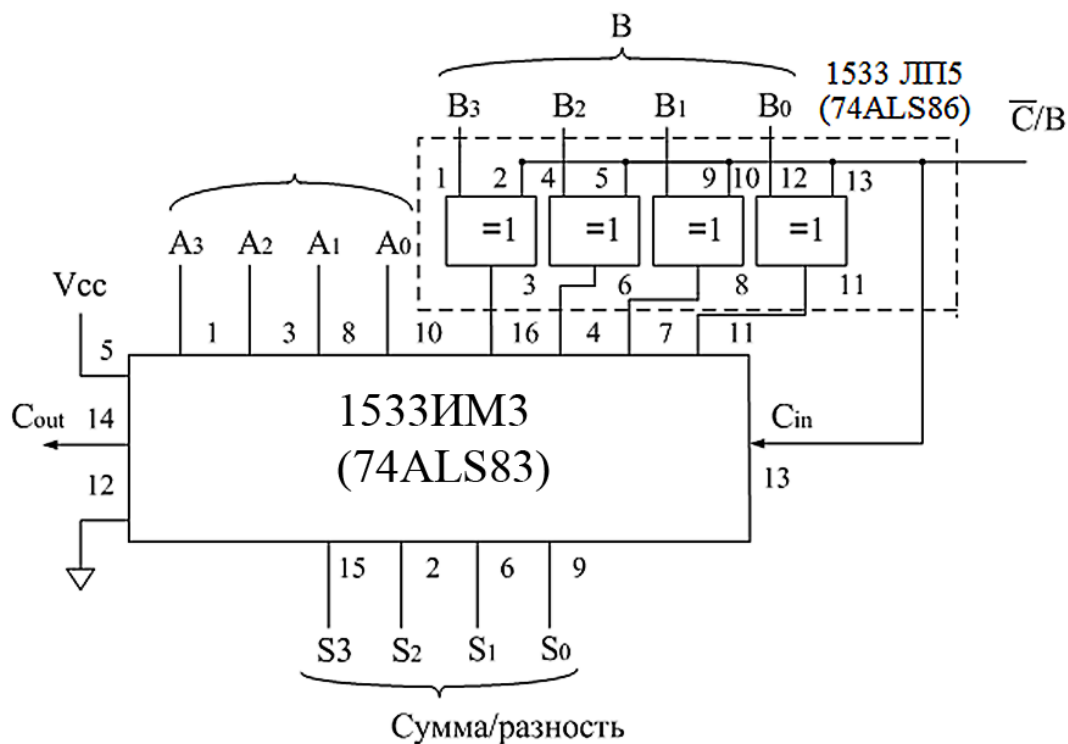 B
1533 ЛП5
(74ALS86)
B3 B2 B1 B0
C/B
1 2 4 5 9 10 12 13
=1 =1 =1 =1
A3 A2 A1 A0
3 6 8 11
Vcc
5 1 3 8 10 16 4 7 11
Cout 14
1533ИМ3
(74ALS83)
Cin
12
13
15 2 6 9
S3 S2 S1 S0
Сумма/разность